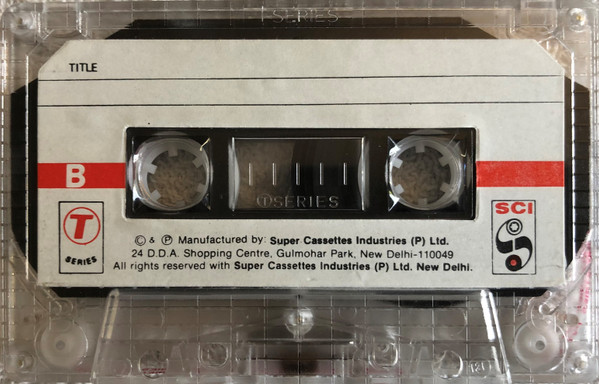 T SERIES
TITLE
B
T SERIES
T
SERIES
SCI
© & ℗ Manufactured by: Super Cassettes Industries (P) Ltd.
24 D.D.A. Shopping Centre, Gulmohar Park, New Delhi-110049
All rights reserved with Super Cassettes Industries (P) Ltd. New Delhi.